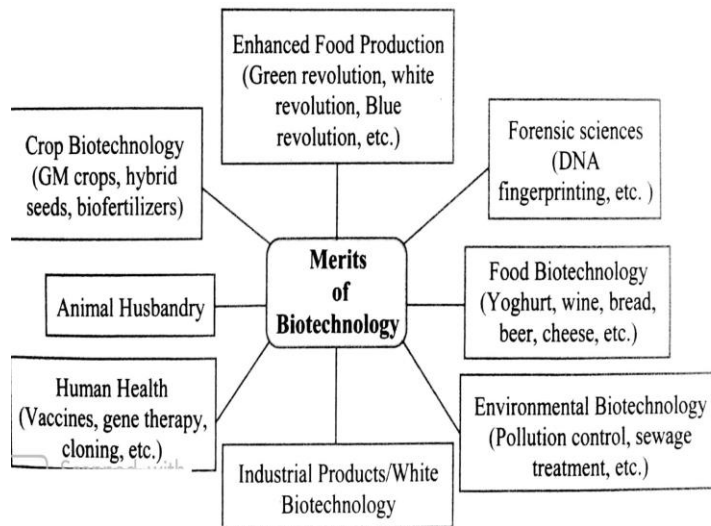 Enhanced Food Production
(Green revolution, white
revolution, Blue
revolution, etc.)
Crop Biotechnology
(GM crops, hybrid
seeds, biofertilizers)
Forensic sciences
(DNA
fingerprinting, etc. )
Merits
of
Biotechnology
Animal Husbandry
Food Biotechnology
(Yoghurt, wine, bread,
beer, cheese, etc.)
Human Health
(Vaccines, gene therapy,
cloning, etc.)
Industrial Products/White
Biotechnology
Environmental Biotechnology
(Pollution control, sewage
treatment, etc.)